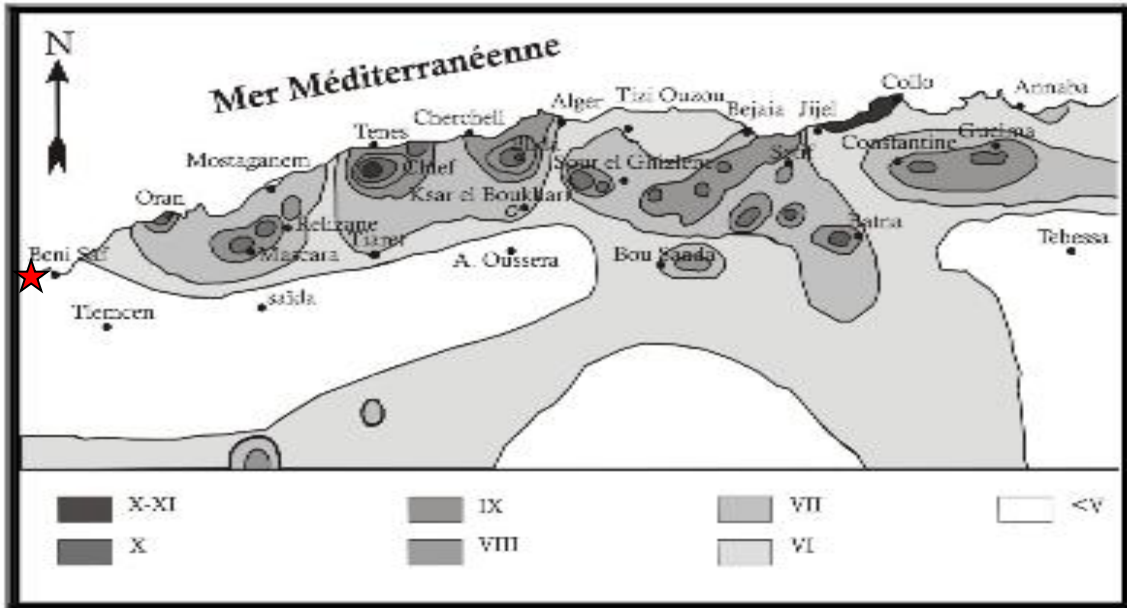 N
Mer Méditerranéenne
Collo
Annaba
Alger
Tizi Ouzou
Bejaia
Jijel
Cherchell
Tenes
Constantine
Guelma
Mostaganem
Chlef
Sour el Ghizlene
Setif
Ksar el Boukhari
Oran
Relizane
Tiaret
Batna
Beni Saf
Mascara
A. Oussera
Bou Saada
Tebessa
Tlemcen
saïda
X-XI
IX
VII
<V
X
VIII
VI